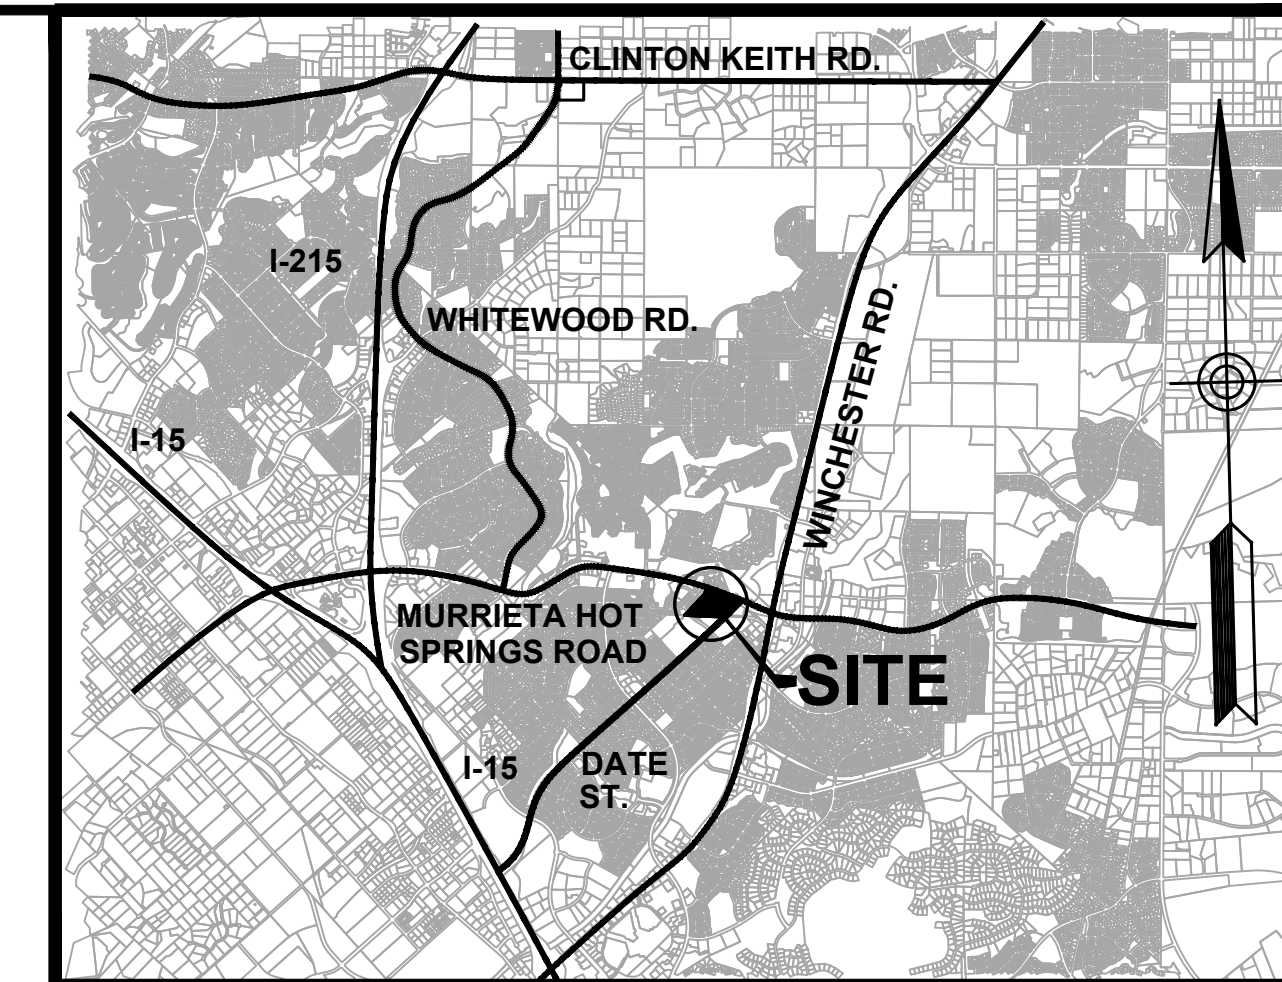 CLINTON KEITH RD.
I-215
WHITEWOOD RD.
WINCHESTER RD.
I-15
MURRIETA HOT
SPRINGS ROAD
SITE
I-15
DATE
ST.